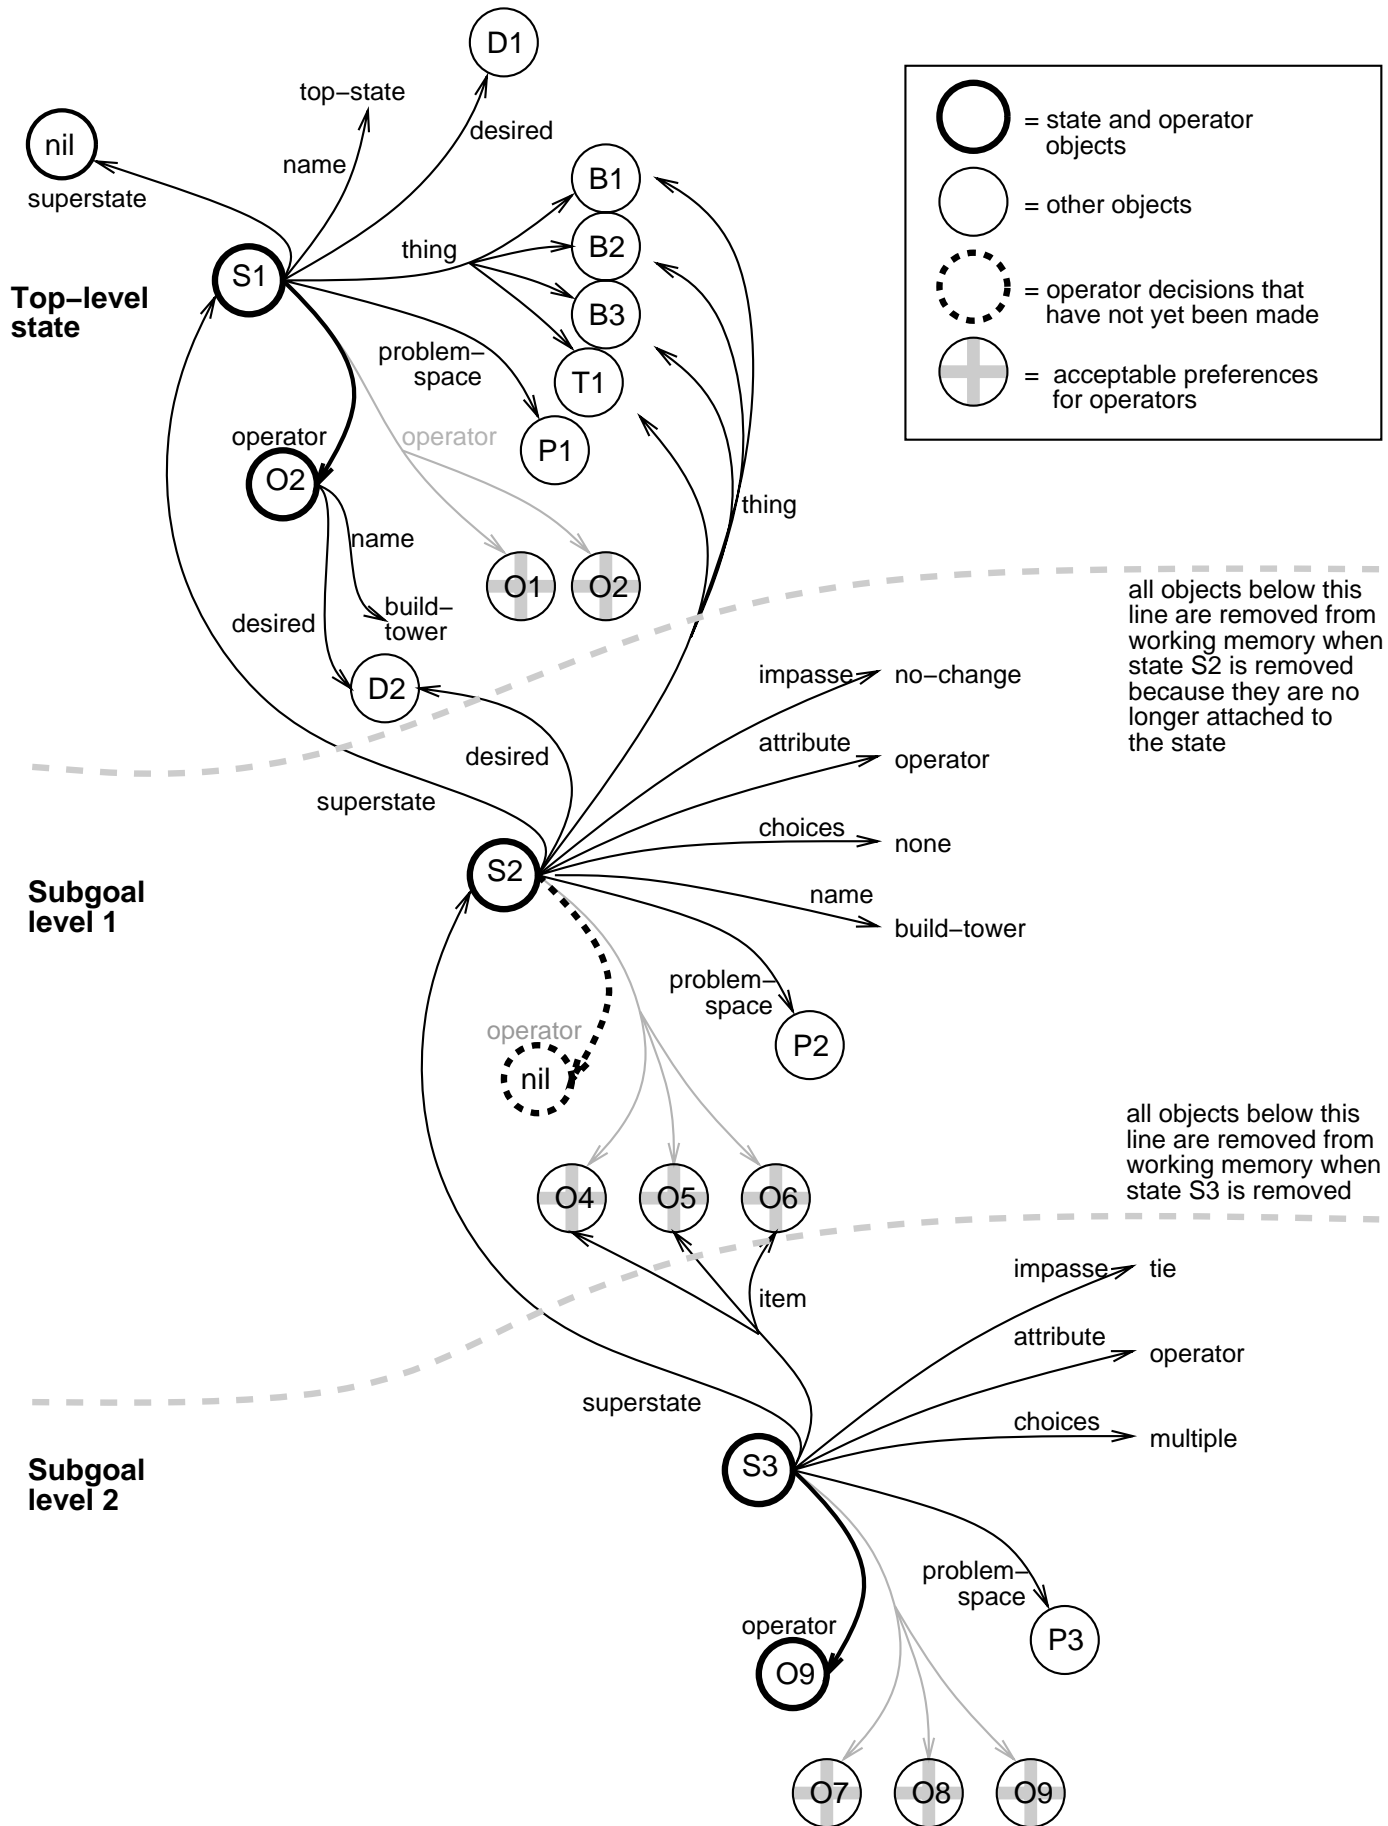 D1
top−state
desired
nil
name
superstate
B1
thing
B2
S1
B3
Top−level
state
problem−
space
T1
operator
operator
P1
O2
thing
name
O1
O2
build−
tower
desired
D2
= state and operator
objects
= other objects
= operator decisions that
have not yet been made
= acceptable preferences
for operators
all objects below this
line are removed from
working memory when
state S2 is removed
because they are no
longer attached to
the state
impasse
no−change
desired
attribute
operator
superstate
choices
none
S2
Subgoal
level 1
name
build−tower
problem−
space
operator
P2
nil
all objects below this
line are removed from
working memory when
state S3 is removed
O4
O5
O6
impasse
tie
item
attribute
operator
superstate
choices
multiple
S3
Subgoal
level 2
problem−
space
operator
P3
O9
O7
O8
O9